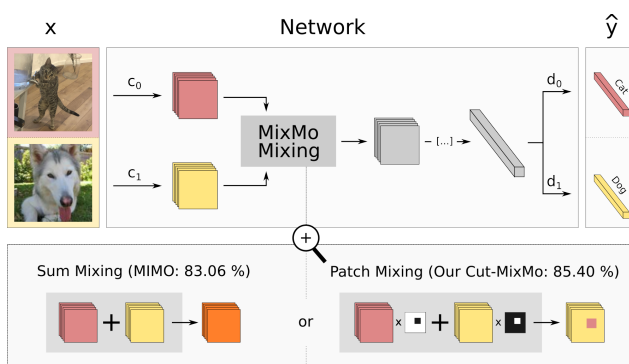 x
Network
ŷ
c0
c1
MixMo
Mixing
[...]
d0
d1
Cat
Dog
Sum Mixing (MIMO: 83.06 %)
Patch Mixing (Our Cut-MixMo: 85.40 %)
+
or
x
+
x